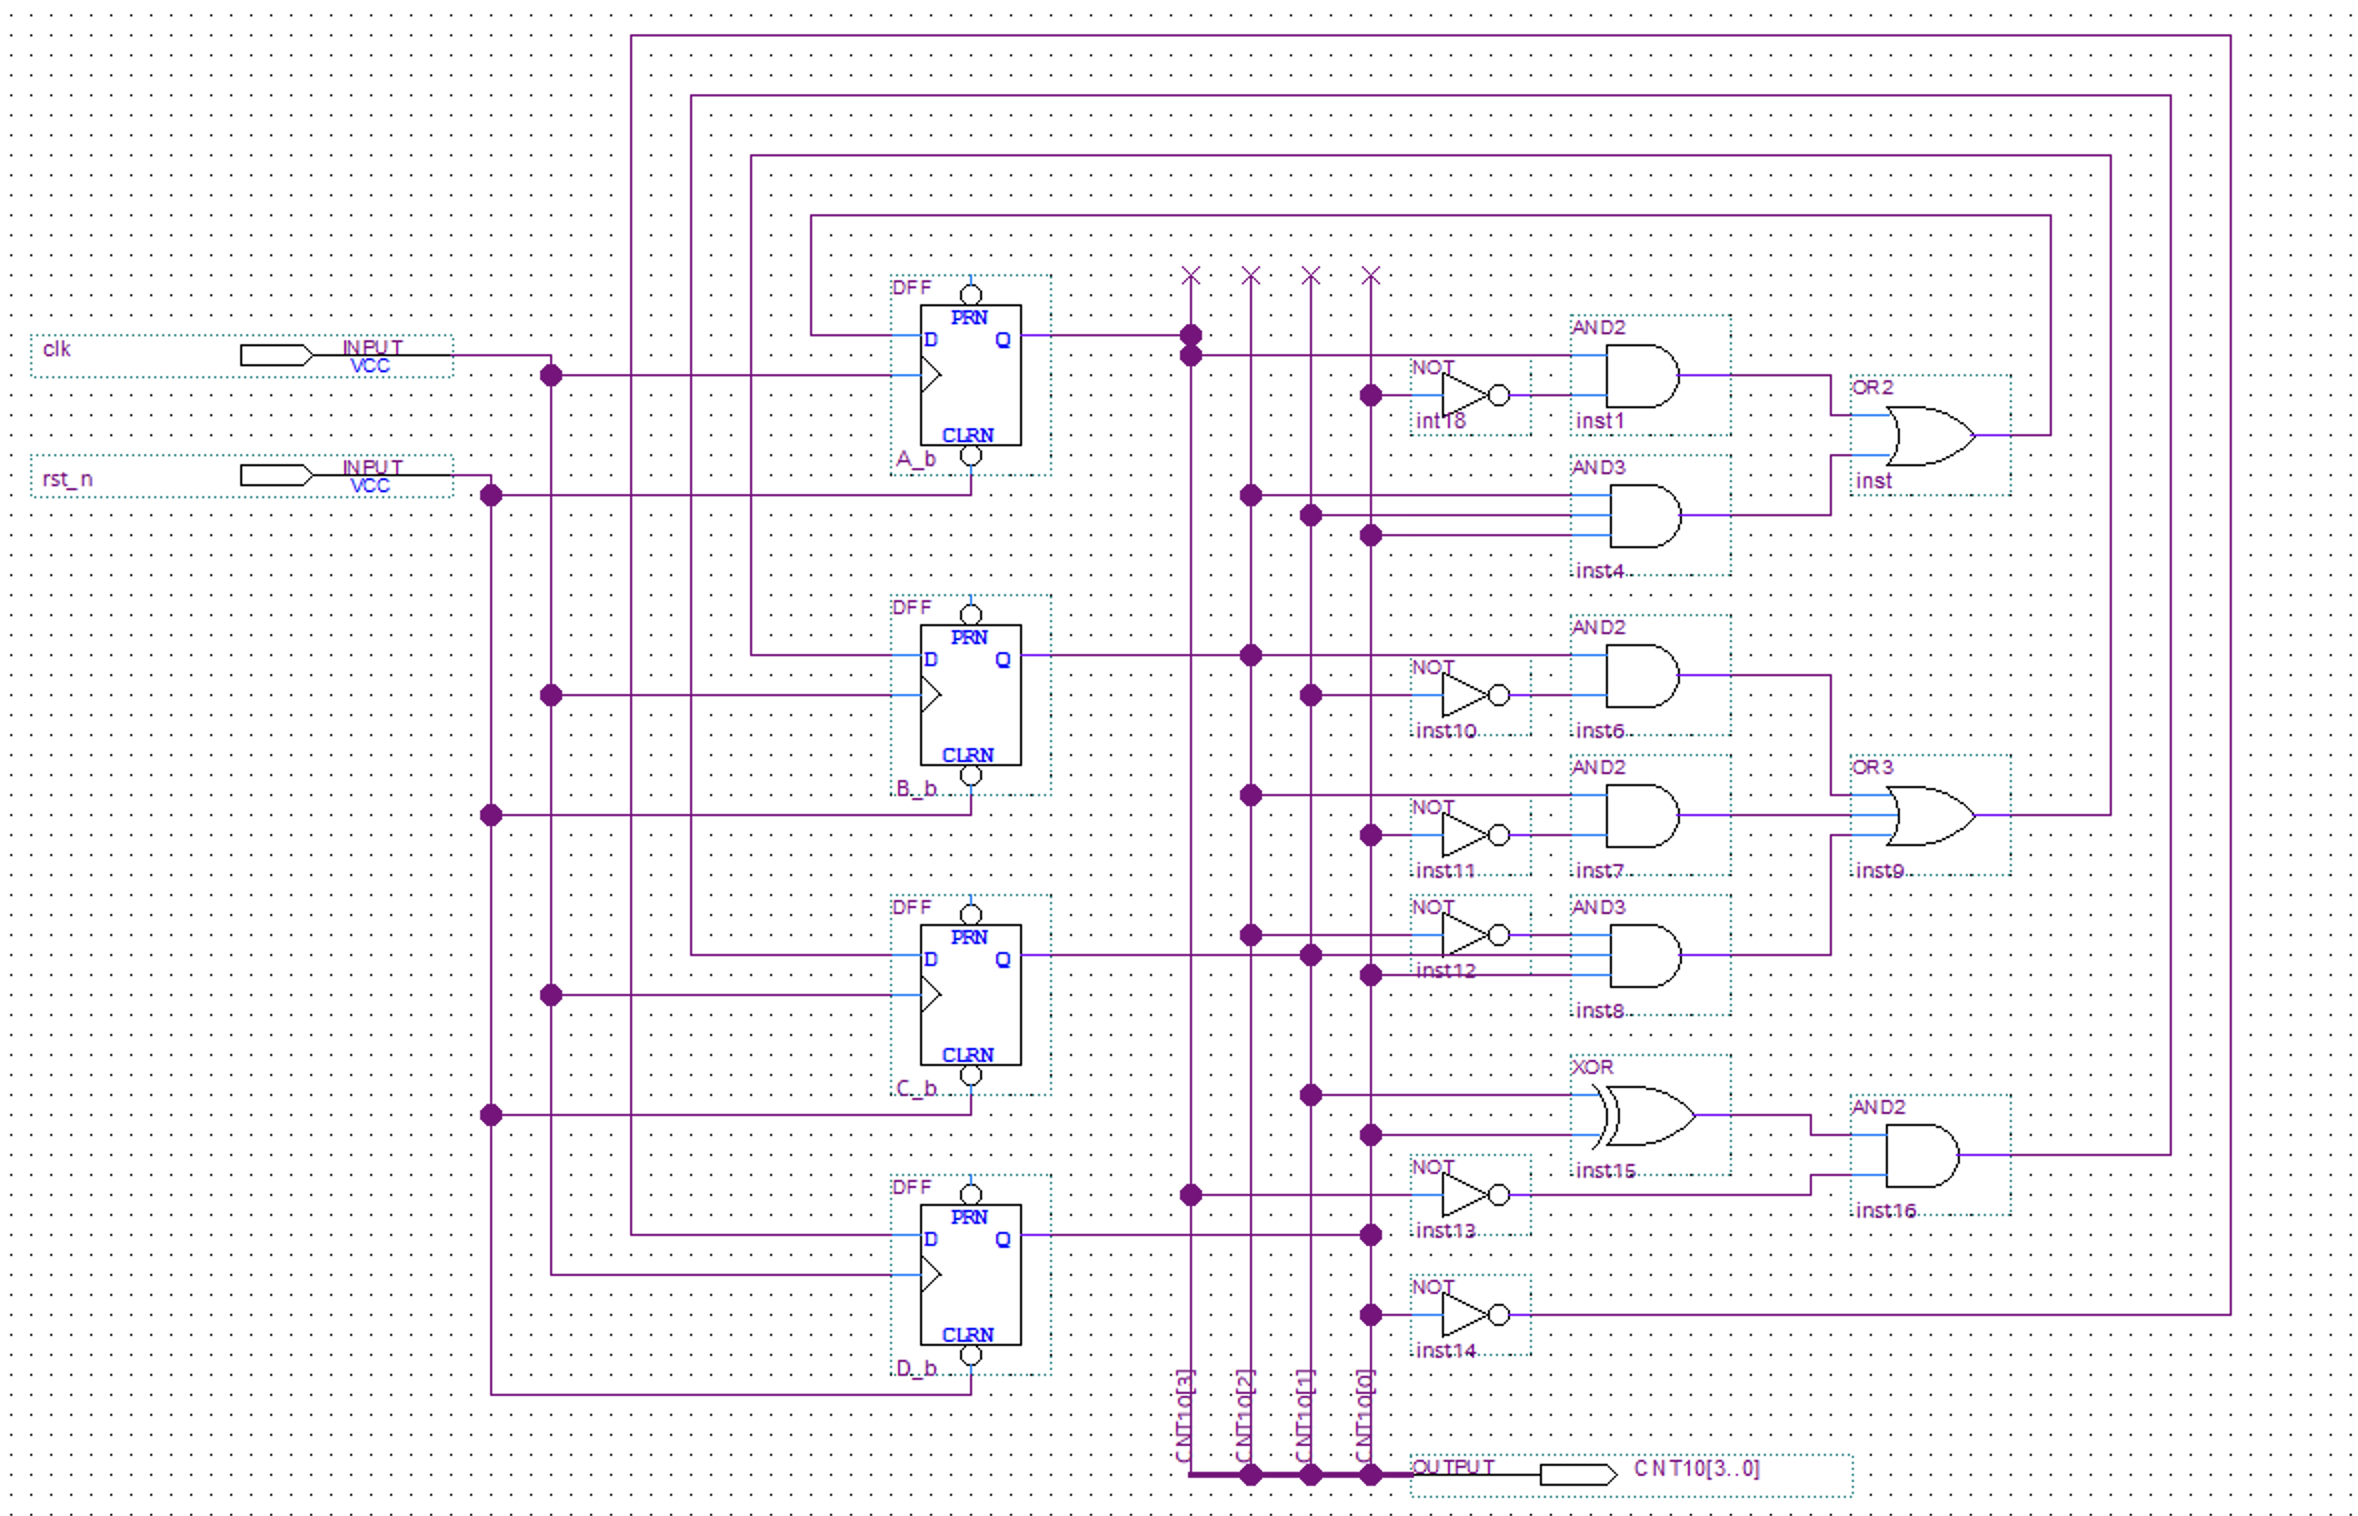 clk
INPUT
VCC
rst_n
INPUT
VCC
DFF
PRN
D
Q
CLRN
A_b
DFF
PRN
D
Q
CLRN
B_b
DFF
PRN
D
Q
CLRN
C_b
DFF
PRN
D
Q
CLRN
D_b
CNT10[3]
CNT10[2]
CNT10[1]
CNT10[0]
NOT
int18
AND2
inst1
AND3
inst4
OR2
inst
NOT
inst10
AND2
inst6
NOT
inst11
AND2
inst7
OR3
inst9
NOT
inst12
AND3
inst8
XOR
inst15
NOT
inst13
AND2
inst16
NOT
inst14
OUTPUT
CNT10[3..0]